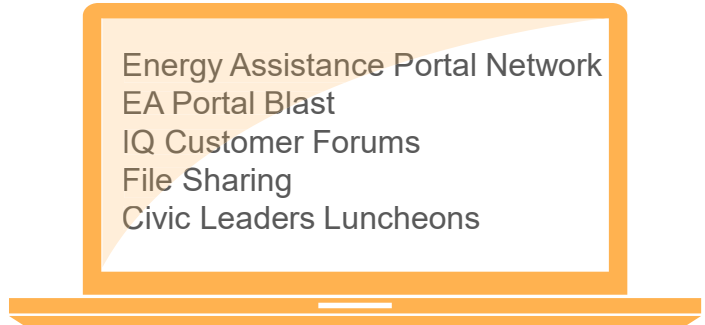 Energy Assistance Portal Network
EA Portal Blast
IQ Customer Forums
File Sharing
Civic Leaders Luncheons